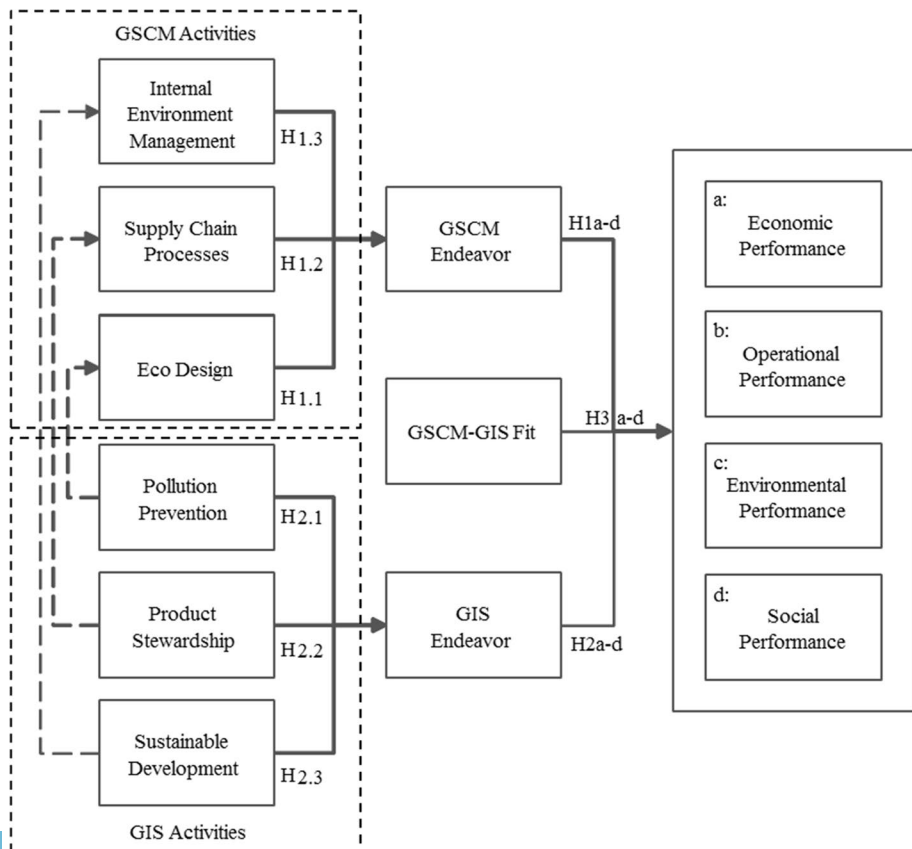 GSCM Activities
Internal
Environment
Management
H1.3
Supply Chain
Processes
H1.2
Eco Design
H1.1
Pollution
Prevention
H2.1
Product
Stewardship
H2.2
Sustainable
Development
H2.3
GIS Activities
GSCM
Endeavor
H1a-d
GSCM-GIS Fit
H3 a-d
GIS
Endeavor
H2a-d
a:
Economic
Performance
b:
Operational
Performance
c:
Environmental
Performance
d:
Social
Performance